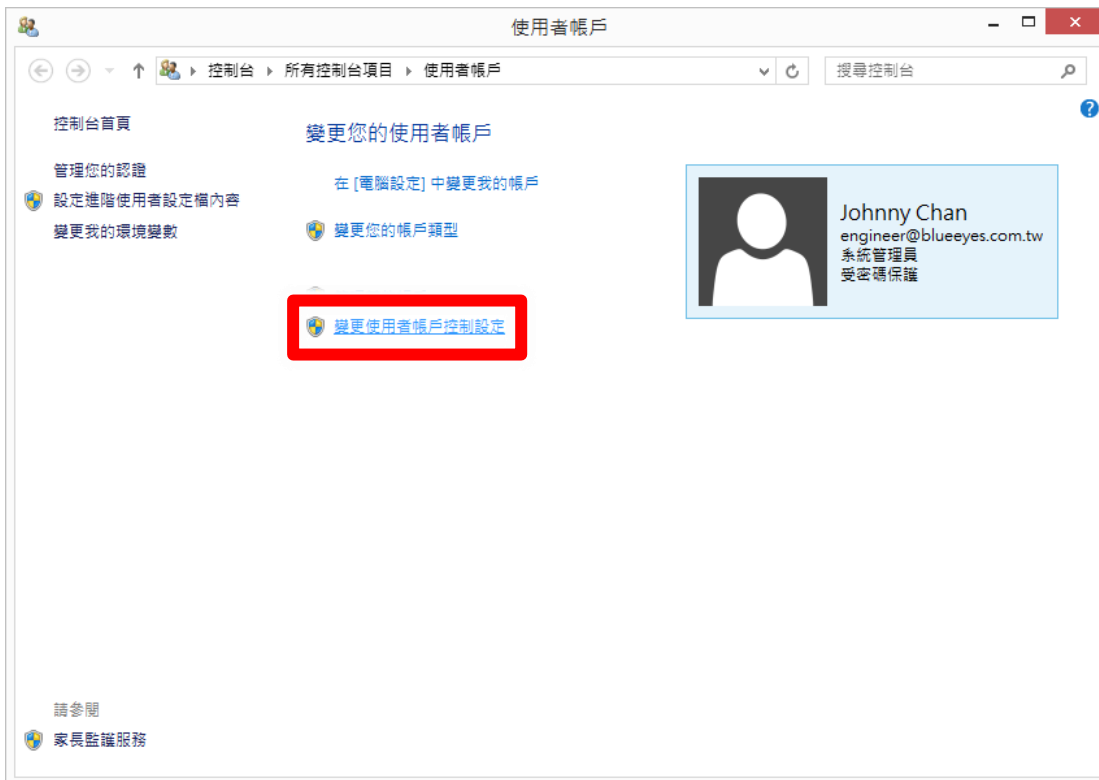 使用者帳戶
控制台 所有控制台項目 使用者帳戶
搜尋控制台
控制台首頁
管理您的認證
設定進階使用者設定檔內容
變更我的環境變數
變更您的使用者帳戶
在 [電腦設定] 中變更我的帳戶
變更您的帳戶類型
變更使用者帳戶控制設定
Johnny Chan
engineer@blueeyes.com.tw
系統管理員
受密碼保護
請參閱
家長監護服務